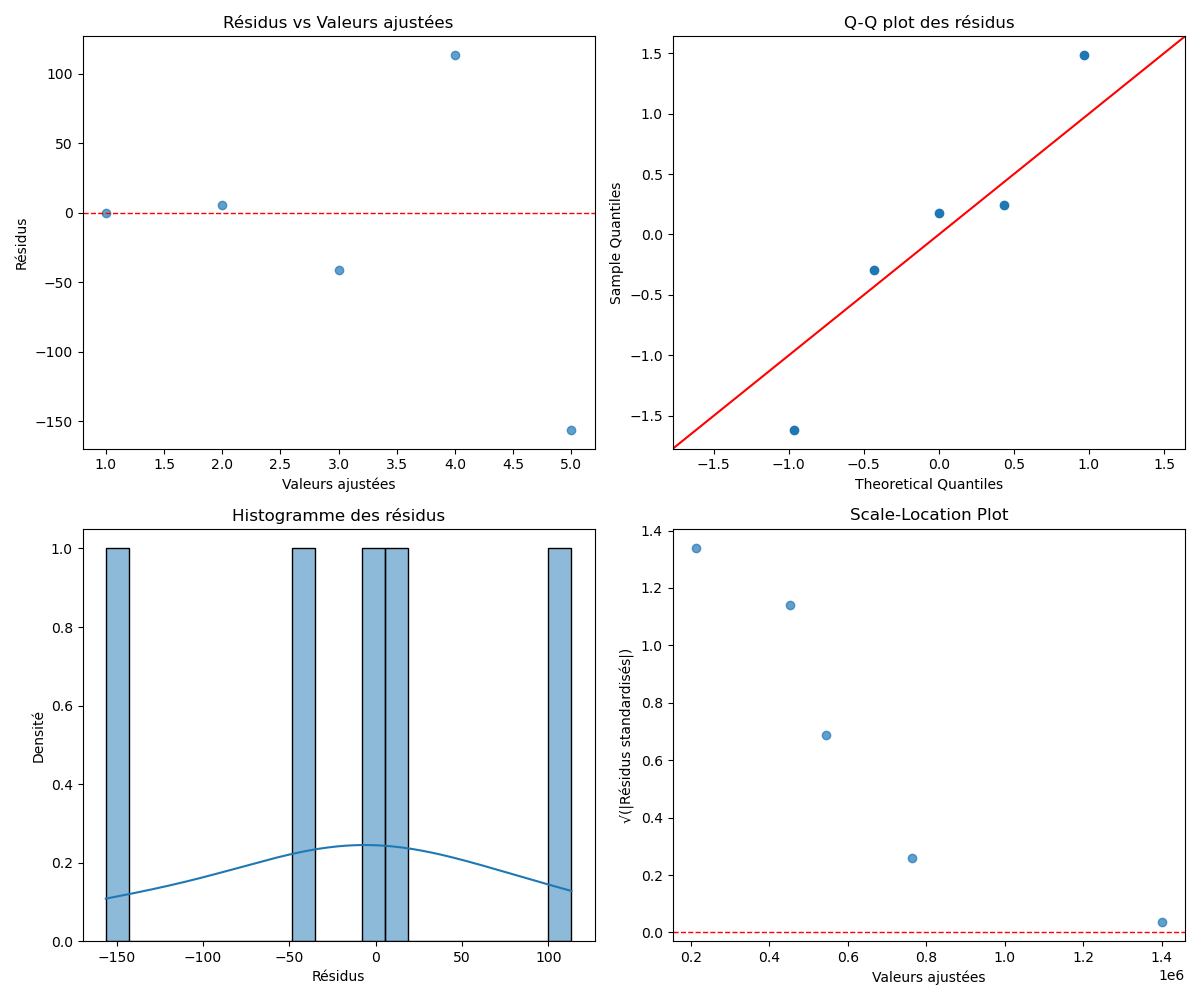 Résidus vs Valeurs ajustées
100
50
0
−50
−100
−150
Résidus
1.0 1.5 2.0 2.5 3.0 3.5 4.0 4.5 5.0
Valeurs ajustées
Q-Q plot des résidus
1.5
1.0
0.5
0.0
−0.5
−1.0
−1.5
Sample Quantiles
−1.5 −1.0 −0.5 0.0 0.5 1.0 1.5
Theoretical Quantiles
Histogramme des résidus
1.0
0.8
0.6
0.4
0.2
0.0
Densité
−150 −100 −50 0 50 100
Résidus
Scale-Location Plot
1.4
1.2
1.0
0.8
0.6
0.4
0.2
0.0
√(|Résidus standardisés|)
0.2 0.4 0.6 0.8 1.0 1.2 1.4
1e6
Valeurs ajustées